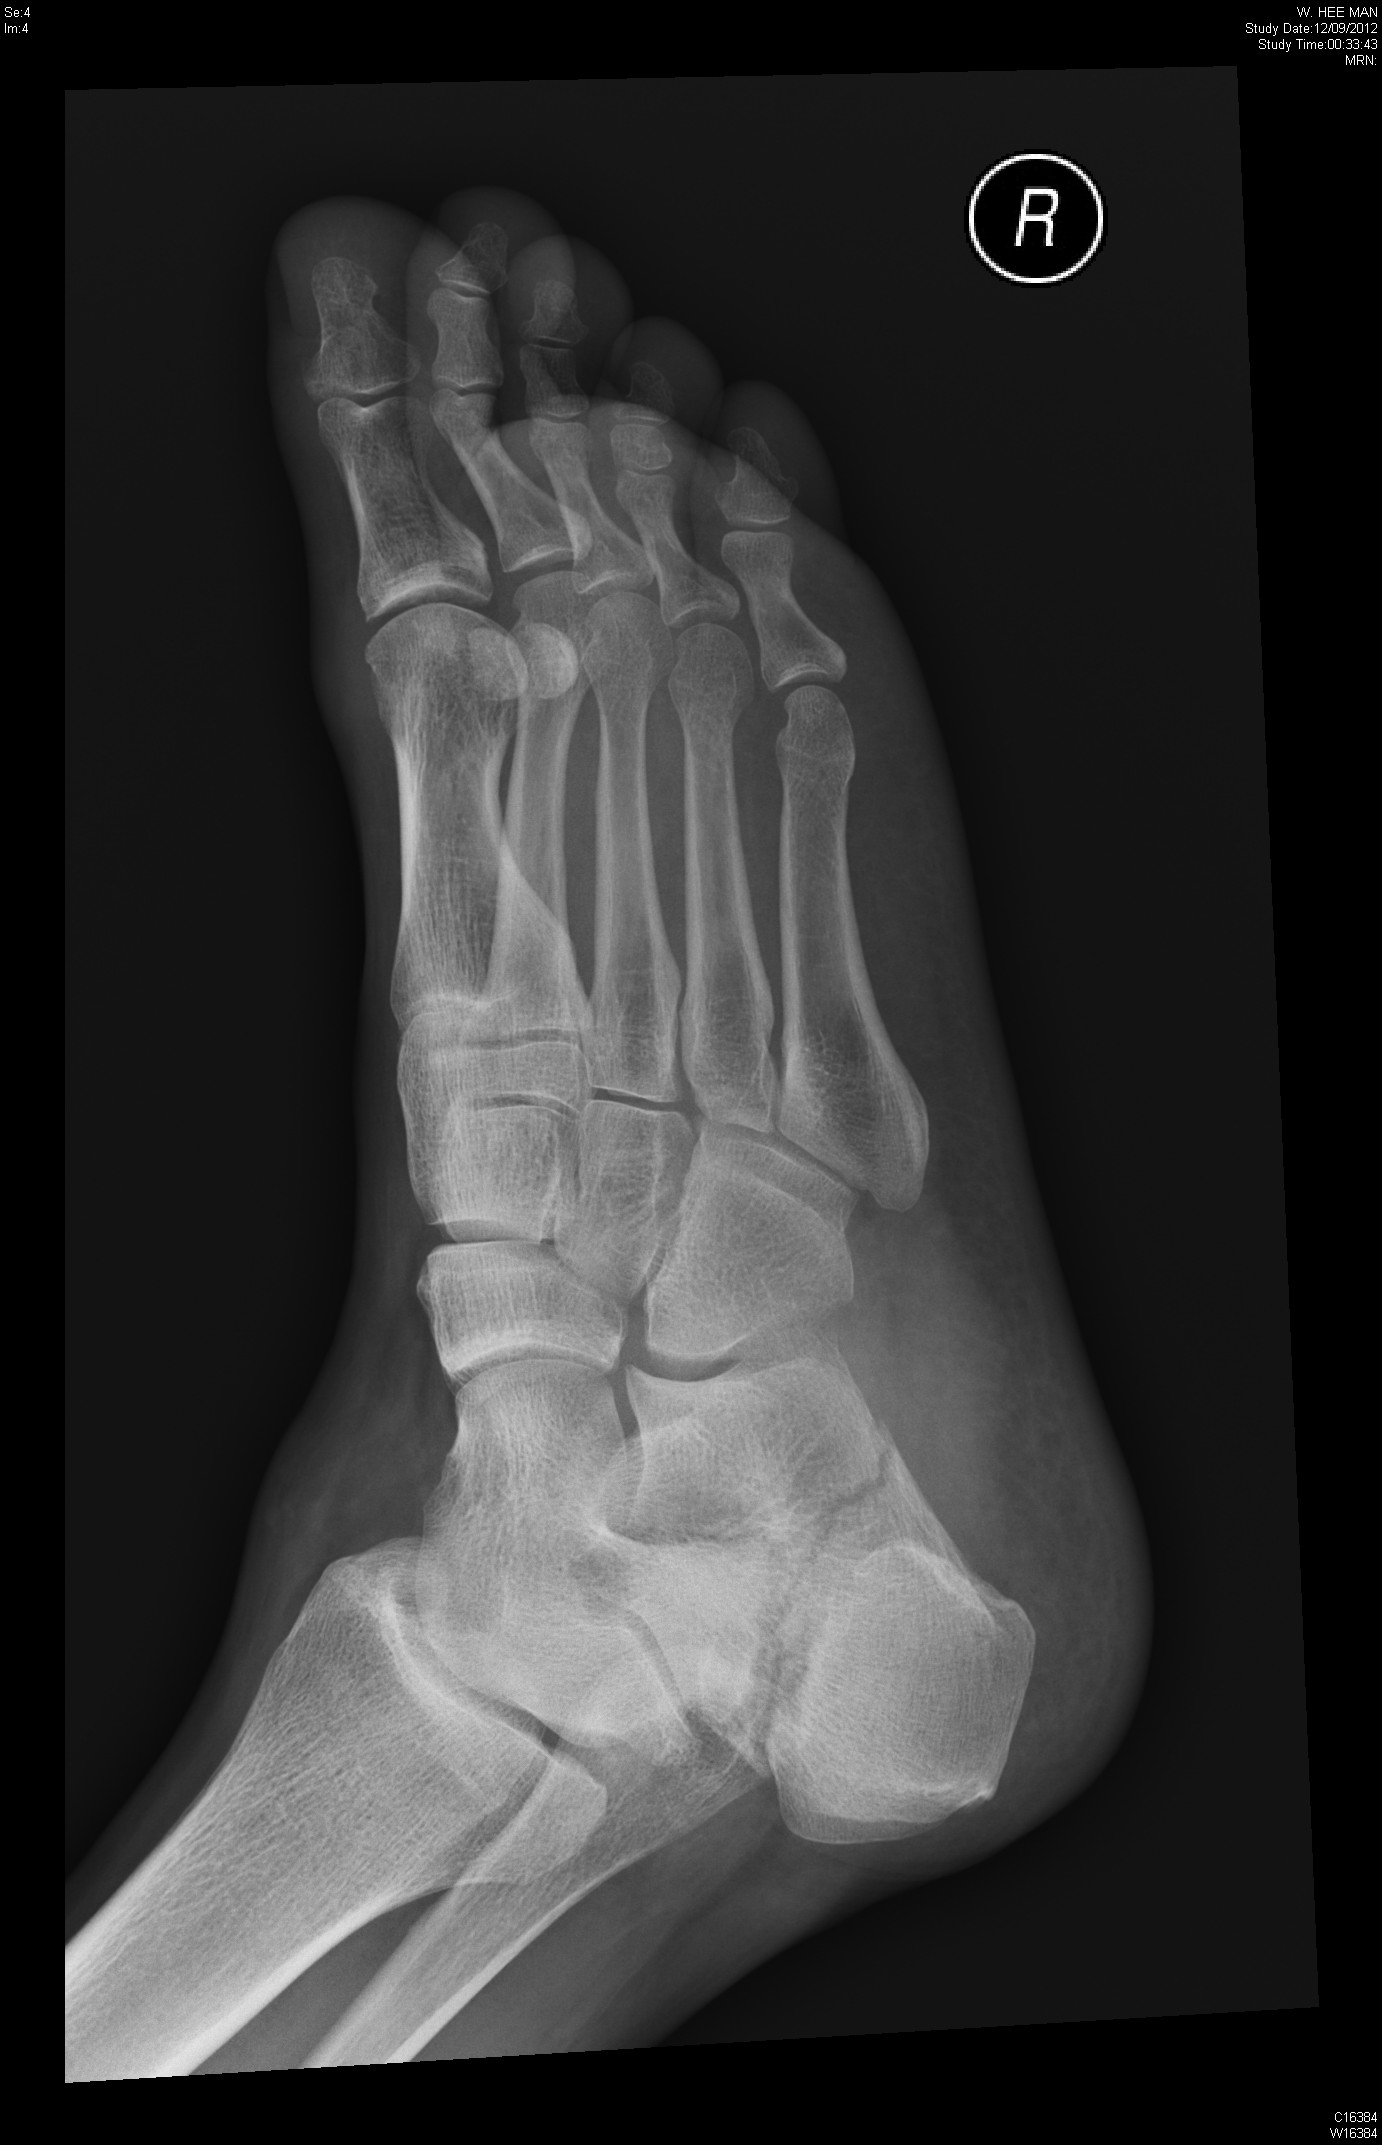 Se:4
Im:4
W. HEE MAN
Study Date:12/09/2012
Study Time:00:33:43
MRN:
R
C16384
W16384